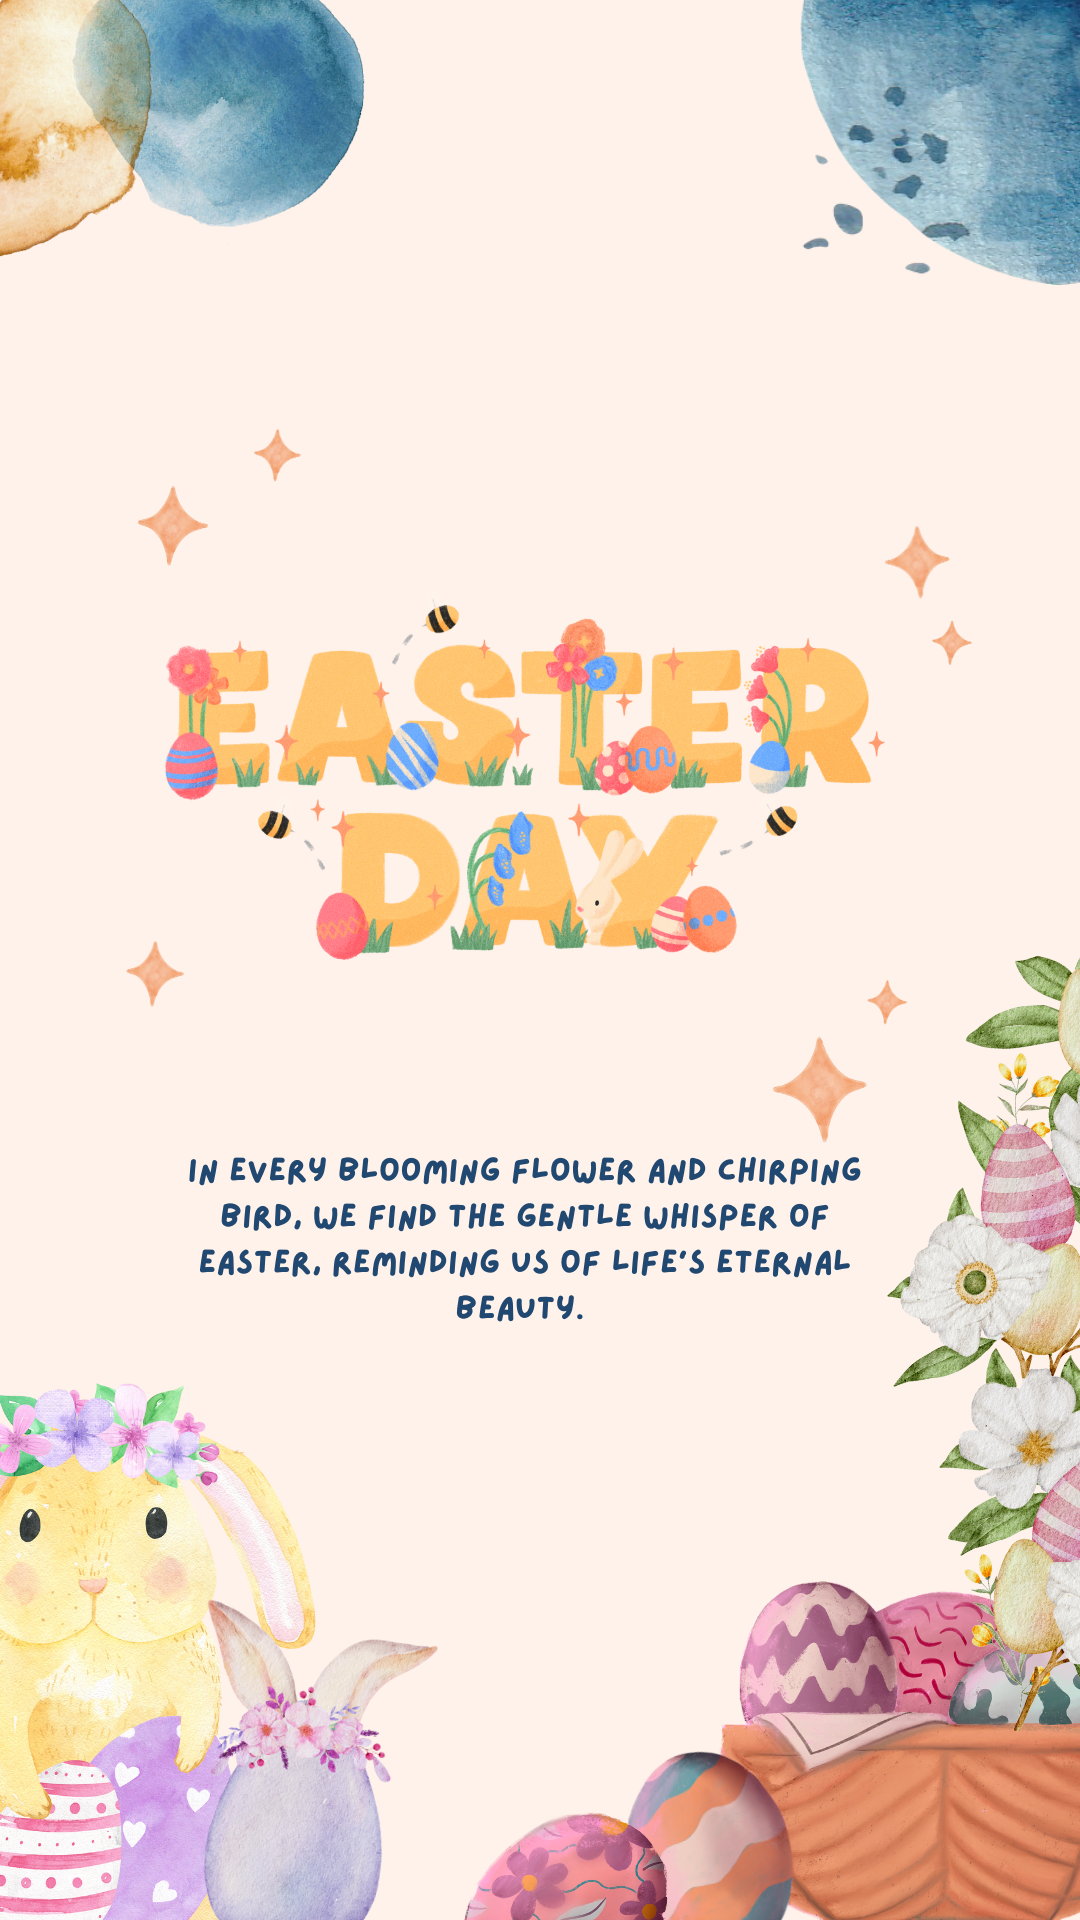 EASTER
DAY
IN EVERY BLOOMING FLOWER AND CHIRPING
BIRD, WE FIND THE GENTLE WHISPER OF
EASTER, REMINDING US OF LIFE'S ETERNAL
BEAUTY.